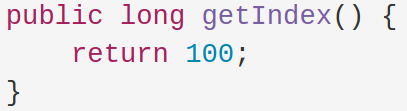 public long getIndex() {
    return 100;
}